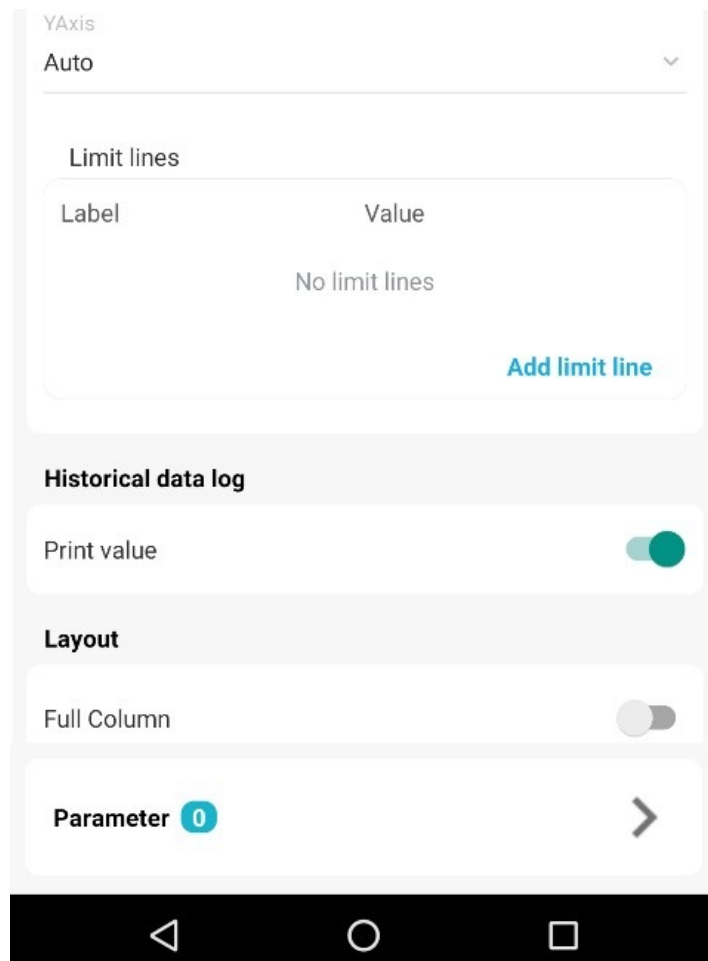 YAxis
Auto
Limit lines
Label Value
No limit lines
Add limit line
Historical data log
Print value
Layout
Full Column
Parameter 0